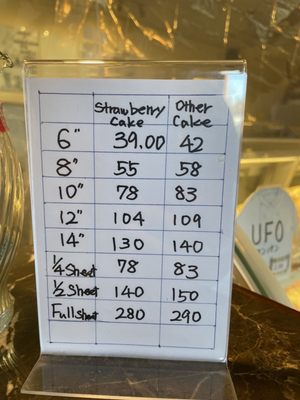 Strawberry Cake Other Cake
6" 39.00 42
8" 55 58
10" 78 83
12" 104 109
14" 130 140
1/4 Sheet 78 83
1/2 Sheet 140 150
Full sheet 280 290
UFO